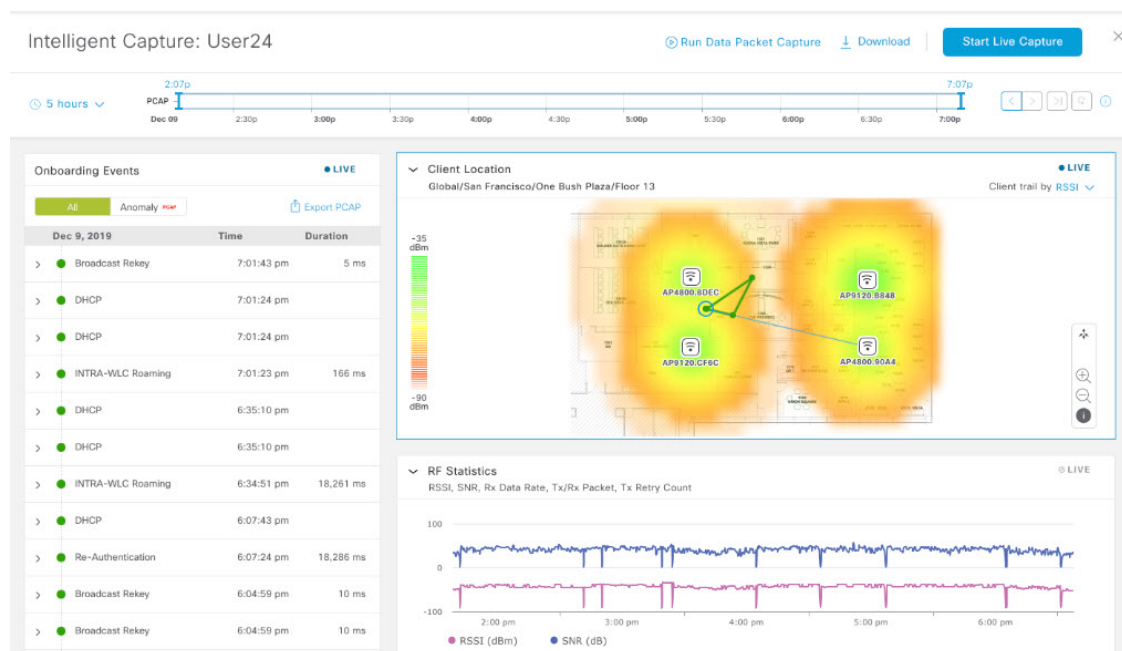 Intelligent Capture: User24
Run Data Packet Capture
Download
Start Live Capture
5 hours
2:07p
7:07p
PCAP
Dec 09
2:30p
3:00p
3:30p
4:00p
4:30p
5:00p
5:30p
6:00p
6:30p
7:00p
Onboarding Events
LIVE
All
Anomaly PCAP
Export PCAP
Dec 9, 2019 Time Duration
Broadcast Rekey 7:01:43 pm 5 ms
DHCP 7:01:24 pm
DHCP 7:01:24 pm
INTRA-WLC Roaming 7:01:23 pm 166 ms
DHCP 6:35:10 pm
DHCP 6:35:10 pm
INTRA-WLC Roaming 6:34:51 pm 18,261 ms
DHCP 6:07:43 pm
Re-Authentication 6:07:24 pm 18,286 ms
Broadcast Rekey 6:04:59 pm 10 ms
Broadcast Rekey 6:04:59 pm 10 ms
Client Location
LIVE
Global/San Francisco/One Bush Plaza/Floor 13
Client trail by RSSI
-35
dBm
-90
dBm
AP4800.8DEC
AP9120.B848
AP9120.CF6C
AP4800.90A4
RF Statistics
LIVE
RSSI, SNR, Rx Data Rate, Tx/Rx Packet, Tx Retry Count
100
0
-100
2:00 pm
3:00 pm
4:00 pm
5:00 pm
6:00 pm
RSSI (dBm)
SNR (dB)